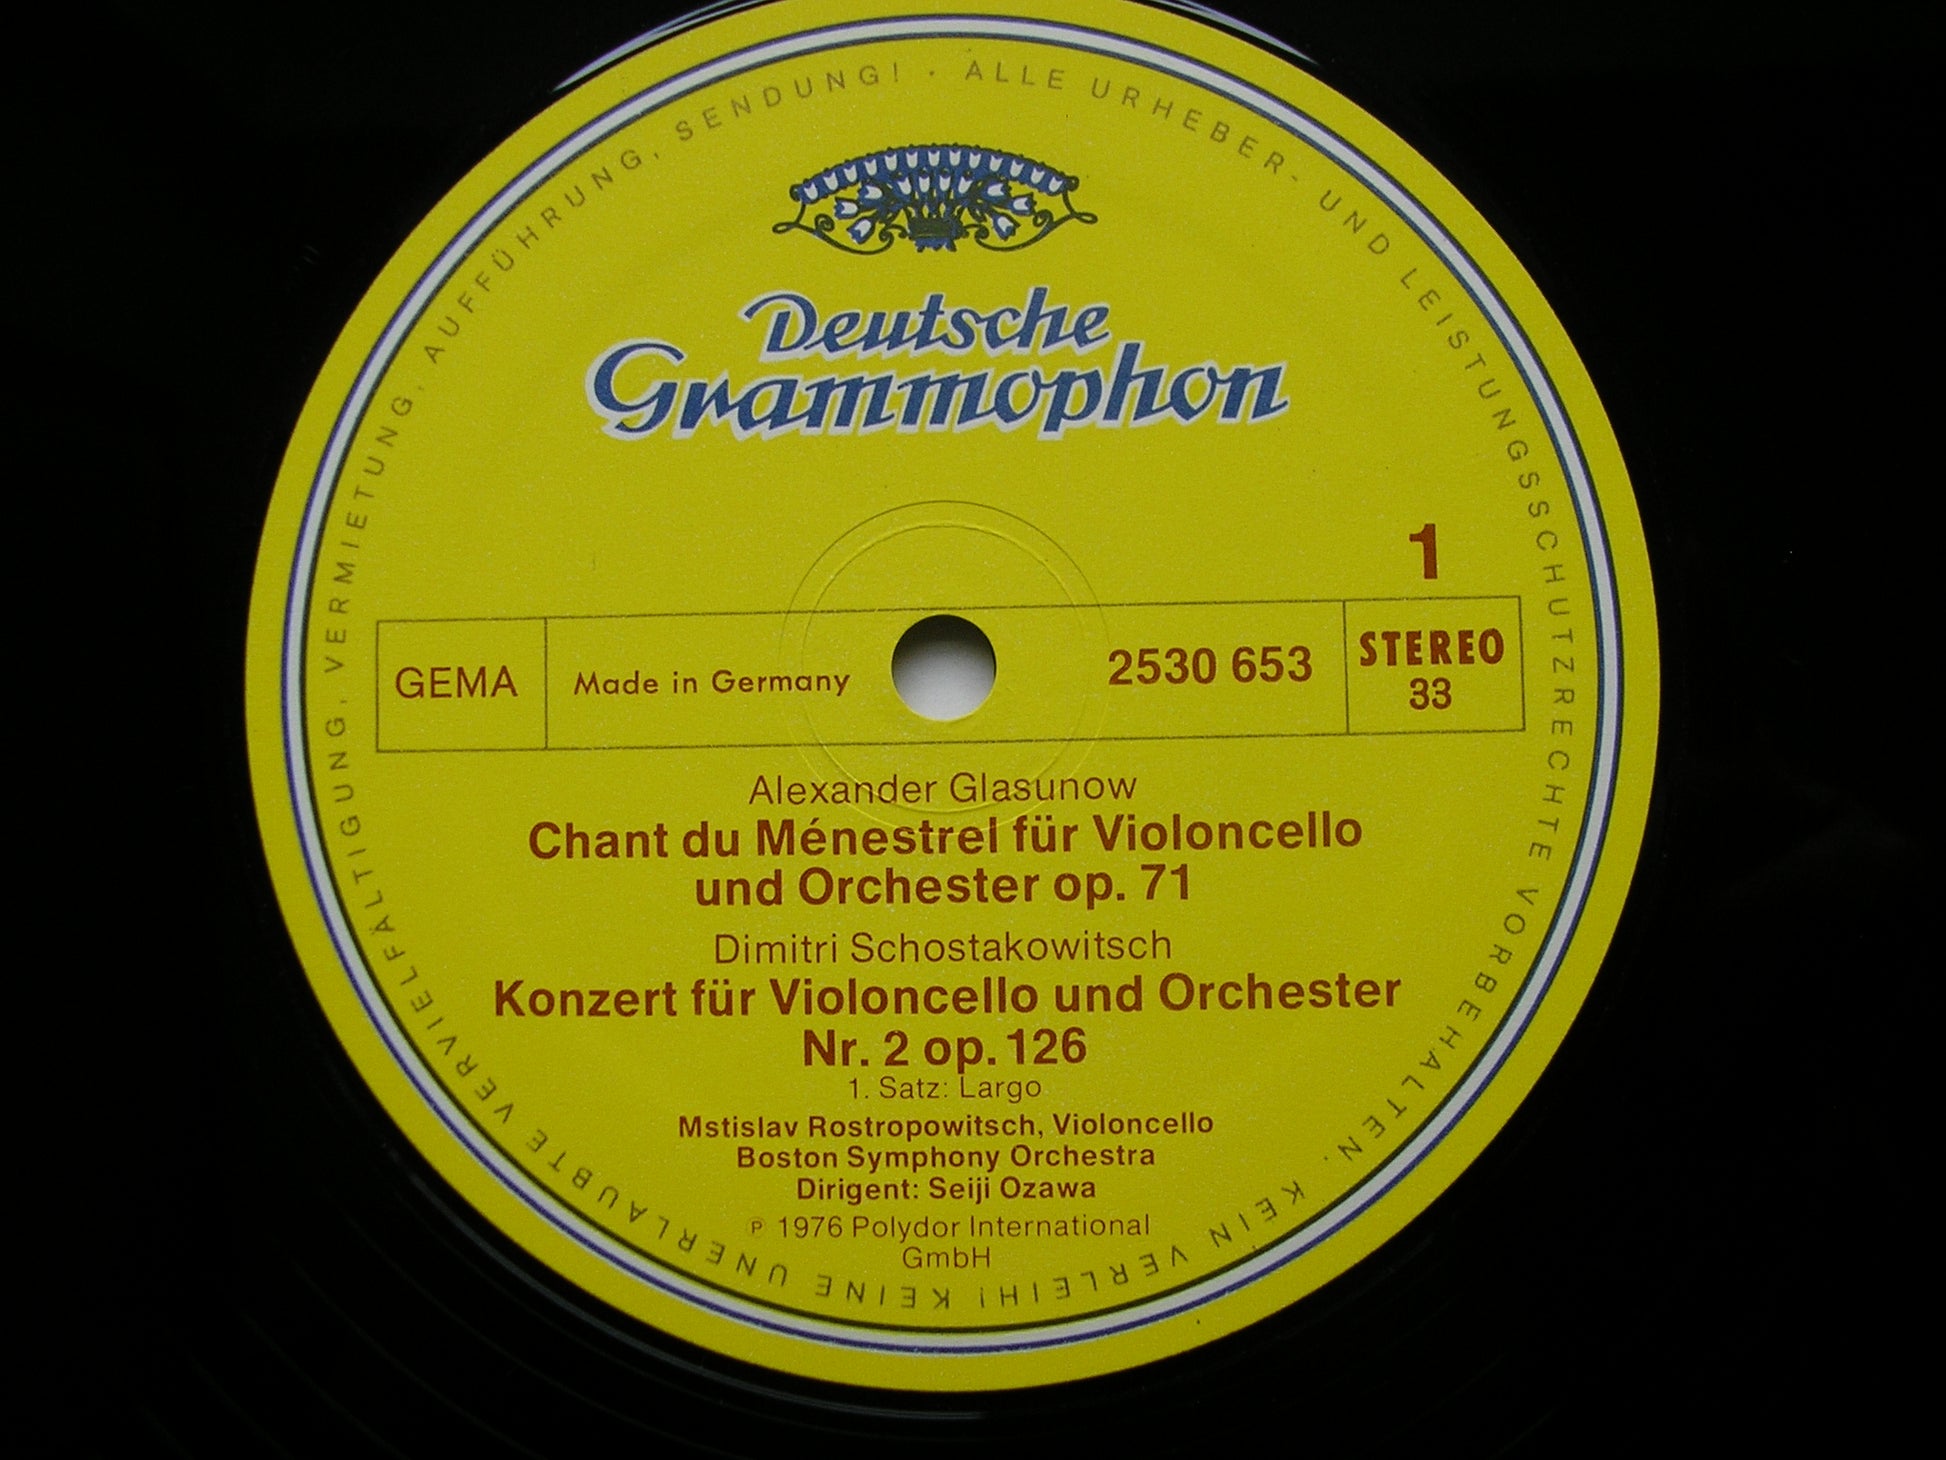 ALLE URHEBER- UND LEISTUNGSSCHUTZRECHTE VORBEHALTEN. KEIN VERLEIH! KEINE UNERLAUBTE VERVIELFÄLTIGUNG, VERMIETUNG, AUFFÜHRUNG, SENDUNG! ·
Deutsche
Grammophon
1
GEMA Made in Germany 2530 653 STEREO
33
Alexander Glasunow
Chant du Ménestrel für Violoncello
und Orchester op. 71
Dimitri Schostakowitsch
Konzert für Violoncello und Orchester
Nr. 2 op. 126
1. Satz: Largo
Mstislav Rostropowitsch, Violoncello
Boston Symphony Orchestra
Dirigent: Seiji Ozawa
℗ 1976 Polydor International
GmbH